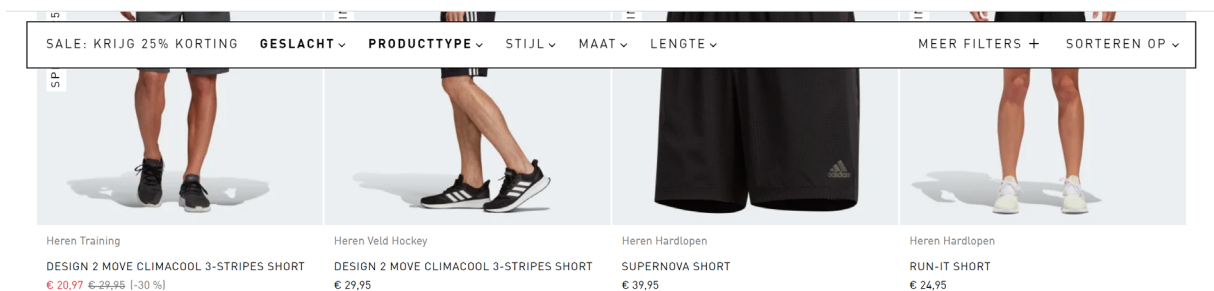 SALE: KRIJG 25% KORTING GESLACHT PRODUCTTYPE STIJL MAAT LENGTE MEER FILTERS + SORTEREN OP
adidas
Heren Training
DESIGN 2 MOVE CLIMACOOL 3-STRIPES SHORT
€ 20,97 € 29,95 (-30 %)
Heren Veld Hockey
DESIGN 2 MOVE CLIMACOOL 3-STRIPES SHORT
€ 29,95
Heren Hardlopen
SUPERNOVA SHORT
€ 39,95
Heren Hardlopen
RUN-IT SHORT
€ 24,95